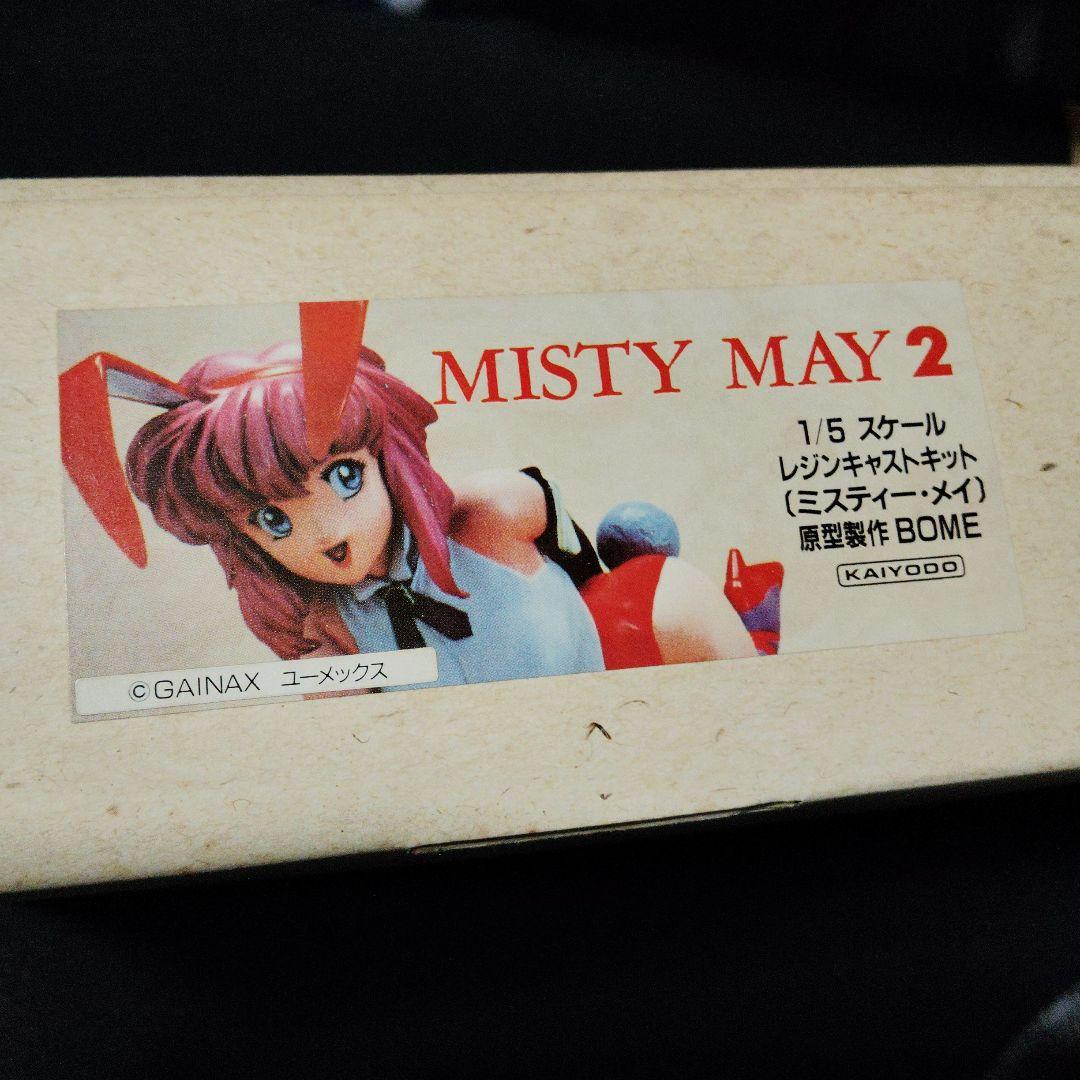 MISTY MAY 2
1/5 スケール
レジンキャストキット
(ミスティー・メイ)
原型製作 BOME
KAIYODO
©GAINAX ユーメックス